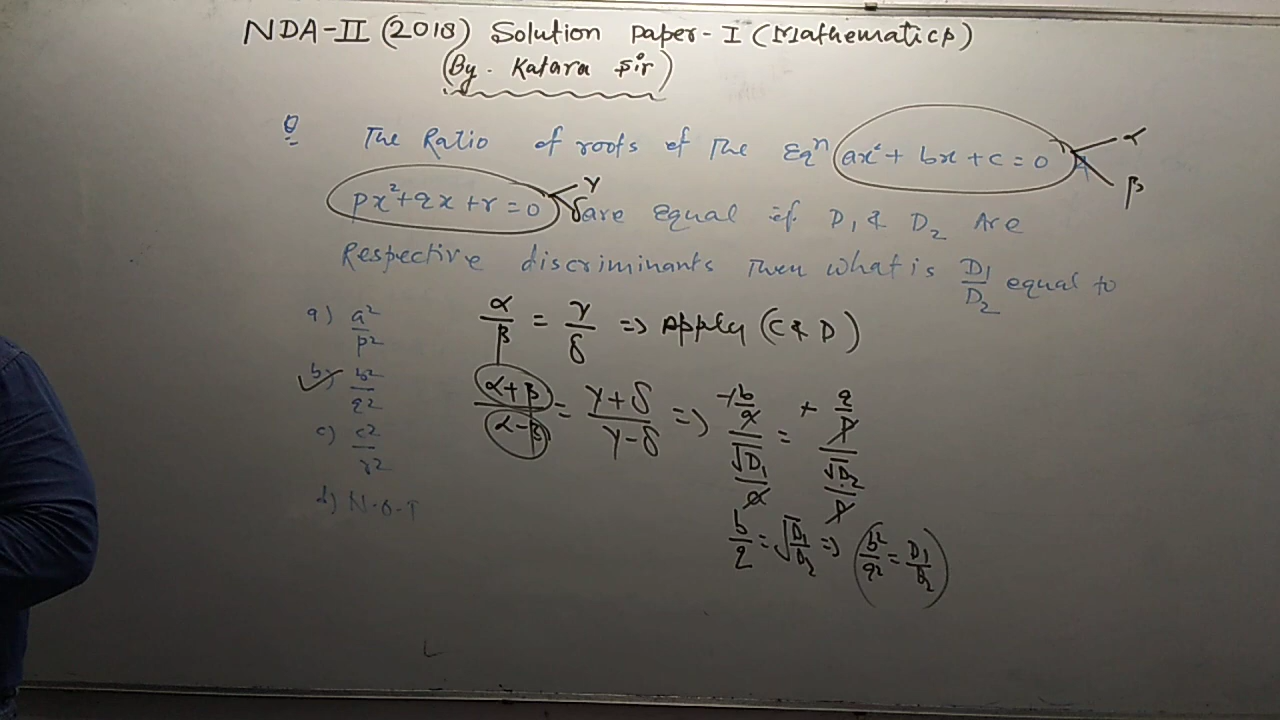 NDA-II (2018) Solution Paper-I (Mathematics)
(By. Katara Sir)
Q The Ratio of roots of The Eqⁿ ax²+ bx + c = 0 & α β
px²+qx+r=0 γ δ are equal if D₁ & D₂ Are
Respective discriminants Then what is D₁/D₂ equal to
a) a²/p²
b) b²/q²
c) c²/r²
d) N.O.T
α/β = γ/δ => Apply (C & D)
(α+β)/(α-β) = (γ+δ)/(γ-δ) => (-b/a)/(√D₁/a) = (+q/p)/(√D₂/p)
b/q = √D₁/D₂ => (b²/q² = D₁/D₂)